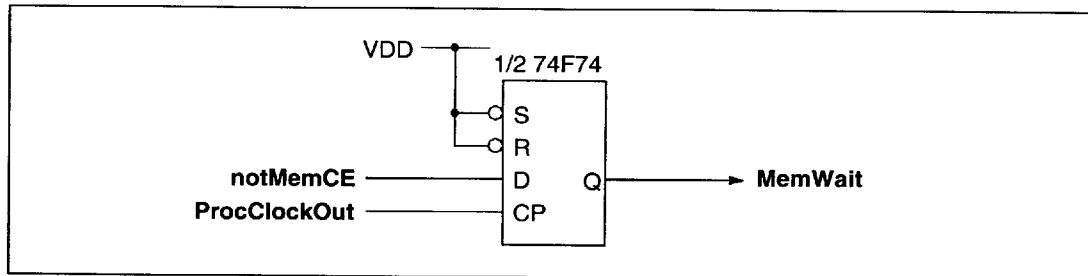 VDD
1/2 74F74
S
R
notMemCE
D
Q
MemWait
ProcClockOut
CP